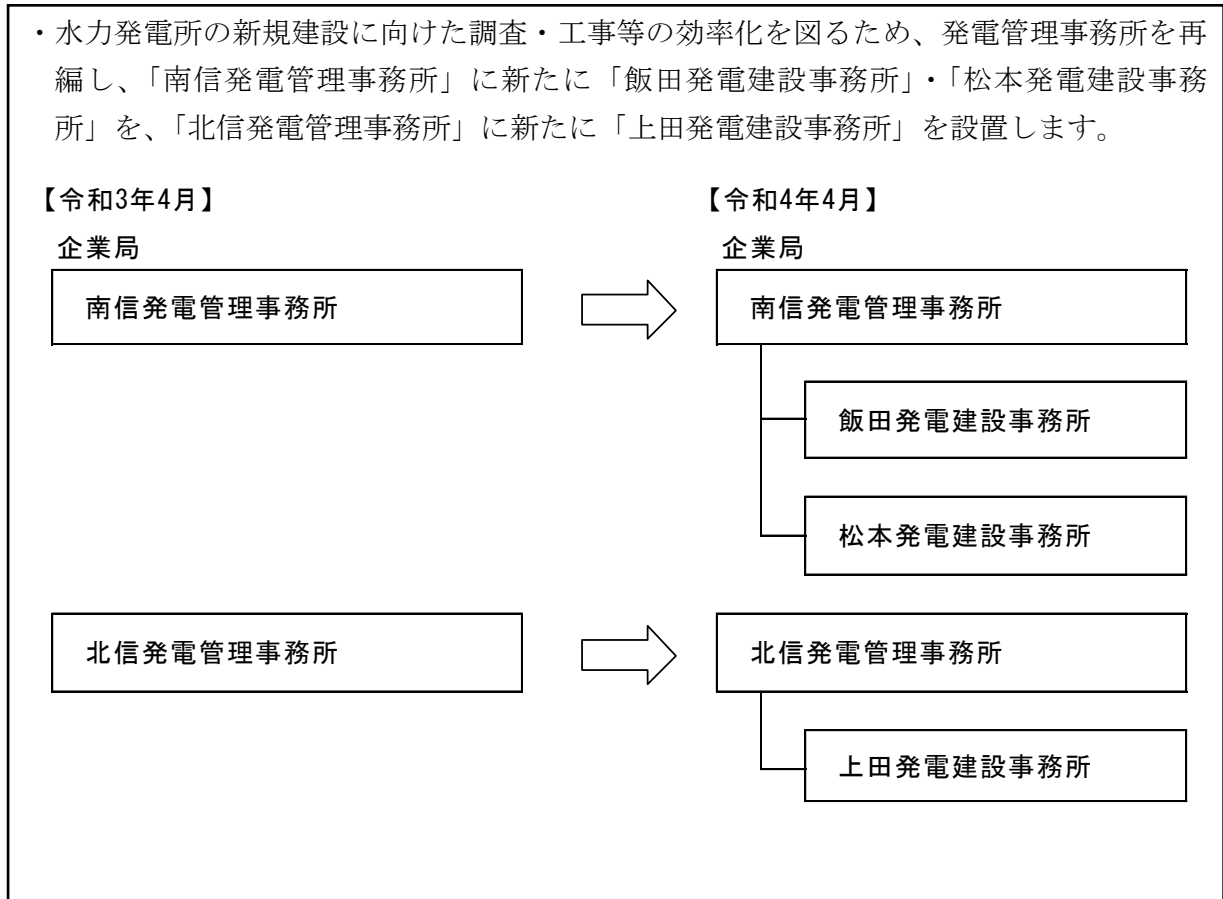 ・水力発電所の新規建設に向けた調査・工事等の効率化を図るため、発電管理事務所を再
編し、「南信発電管理事務所」に新たに「飯田発電建設事務所」・「松本発電建設事務
所」を、「北信発電管理事務所」に新たに「上田発電建設事務所」を設置します。
【令和3年4月】
企業局
南信発電管理事務所
北信発電管理事務所
【令和4年4月】
企業局
南信発電管理事務所
飯田発電建設事務所
松本発電建設事務所
北信発電管理事務所
上田発電建設事務所